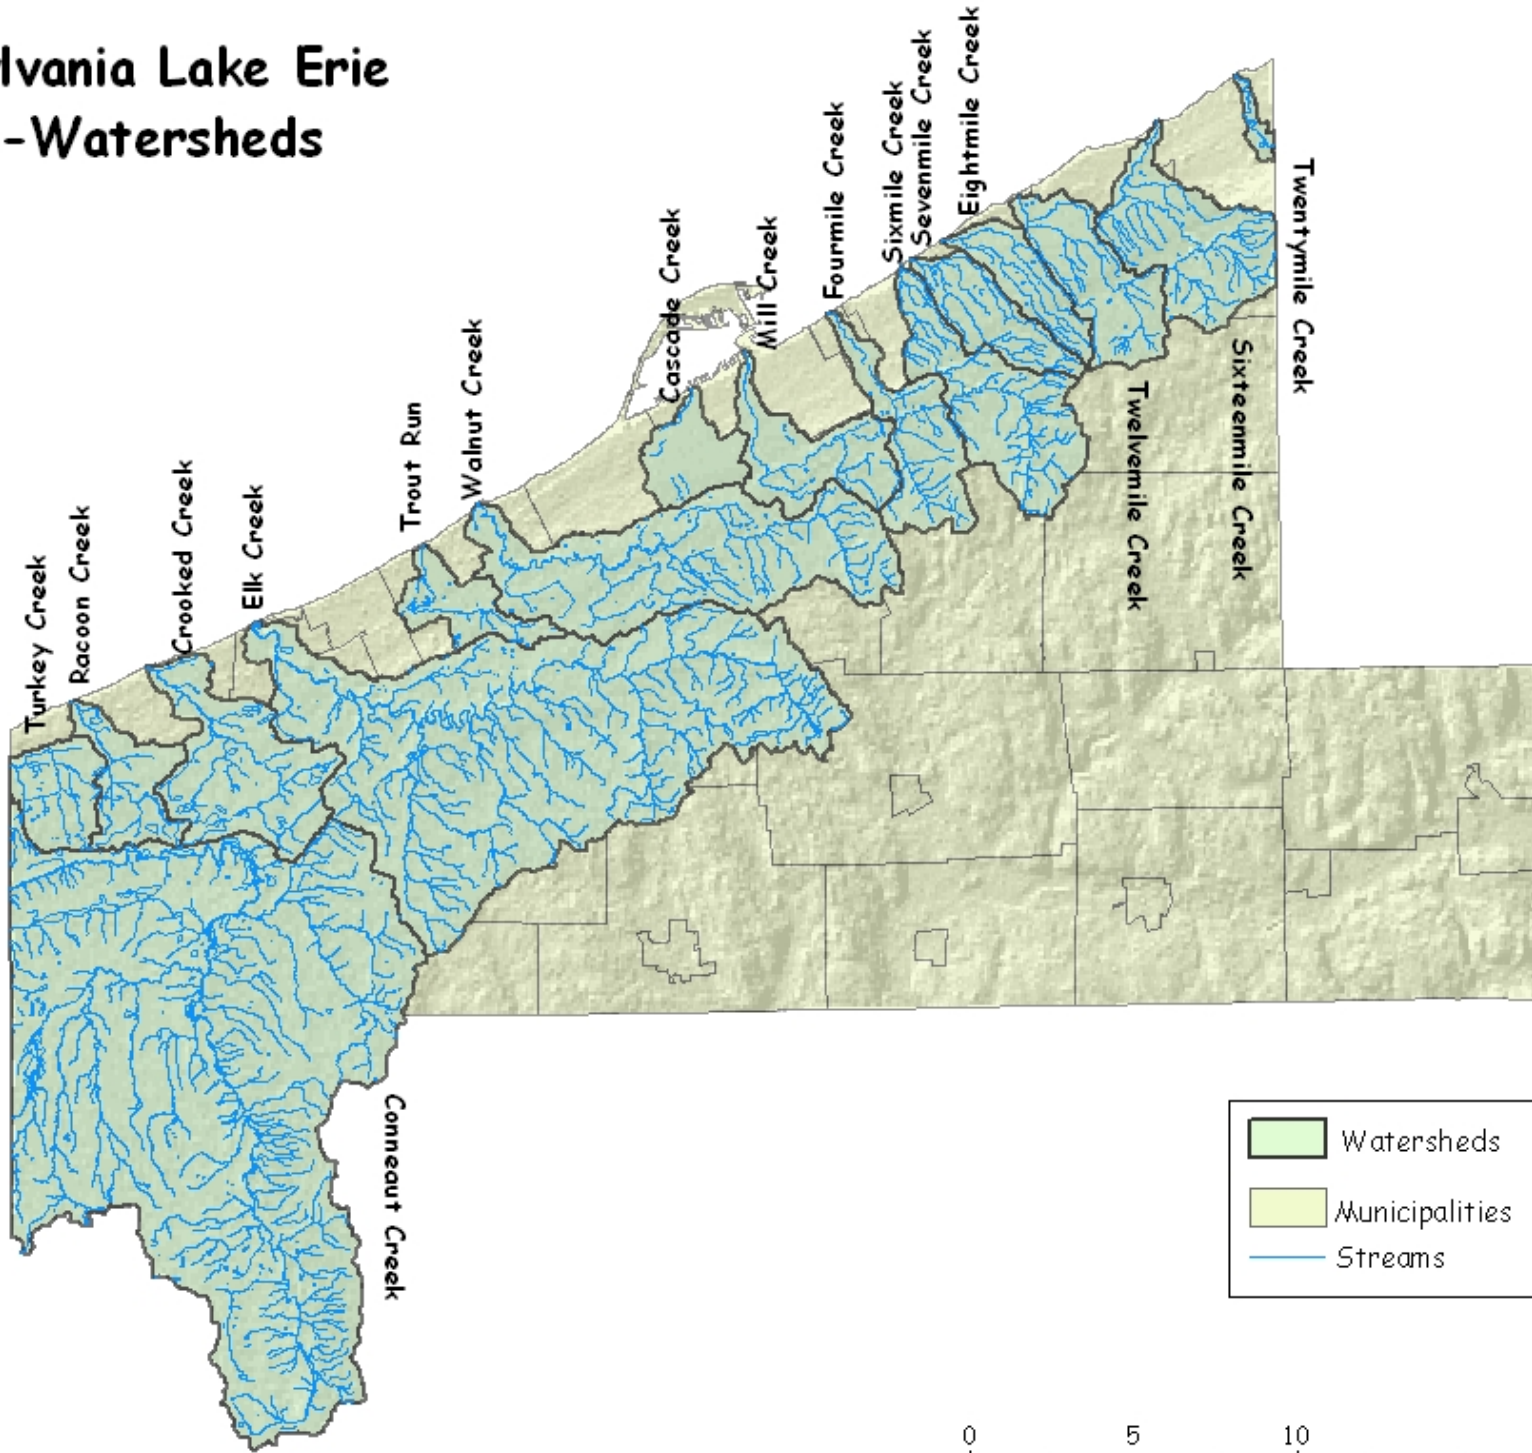 lvania Lake Erie
-Watersheds
Turkey Creek
Racoon Creek
Crooked Creek
Elk Creek
Trout Run
Walnut Creek
Cascade Creek
Mill Creek
Fourmile Creek
Sixmile Creek
Sevenmile Creek
Eightmile Creek
Twentymile Creek
Sixteenmile Creek
Twelvemile Creek
Conneaut Creek
Watersheds
Municipalities
Streams
0 5 10